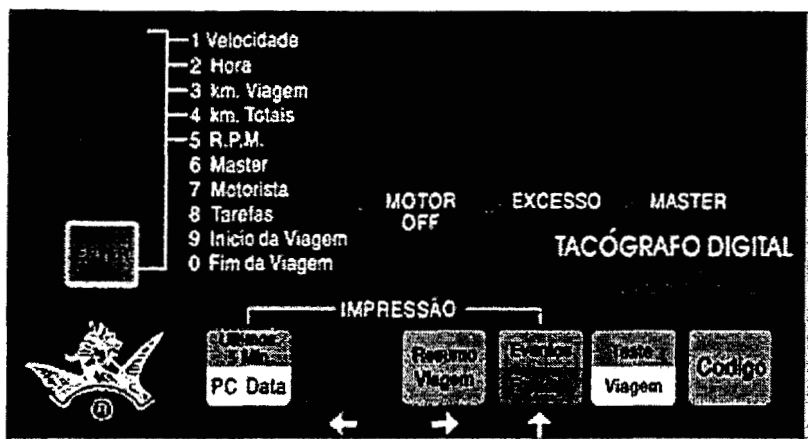 1 Velocidade
2 Hora
3 km. Viagem
4 km. Totais
5 R.P.M.
6 Master
7 Motorista
8 Tarefas
9 Inicio da Viagem
0 Fim da Viagem
MOTOR OFF
EXCESSO
MASTER
TACÓGRAFO DIGITAL
IMPRESSÃO
PC Data
Resumo
Viagem
Eventos
Teste
Viagem
Código